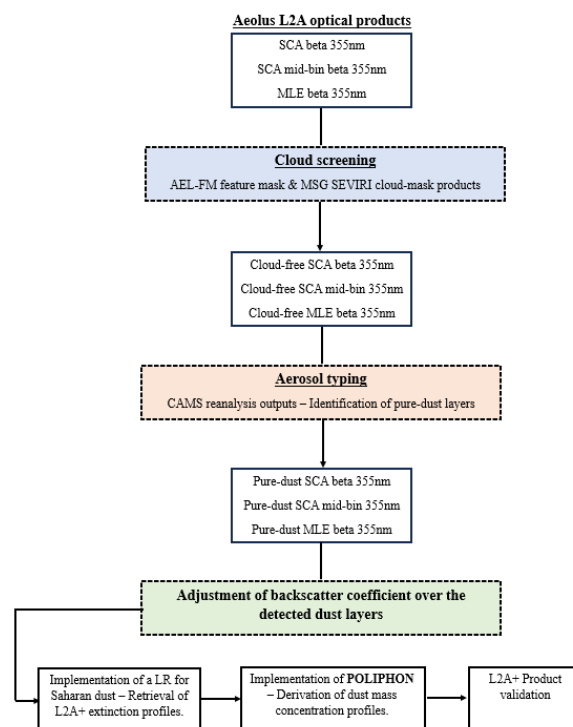 Aeolus L2A optical products
SCA beta 355nm
SCA mid-bin beta 355nm
MLE beta 355nm
Cloud screening
AEL-FM feature mask & MSG SEVIRI cloud-mask products
Cloud-free SCA beta 355nm
Cloud-free SCA mid-bin 355nm
Cloud-free MLE beta 355nm
Aerosol typing
CAMS reanalysis outputs – Identification of pure-dust layers
Pure-dust SCA beta 355nm
Pure-dust SCA mid-bin 355nm
Pure-dust MLE beta 355nm
Adjustment of backscatter coefficient over the
detected dust layers
Implementation of a LR for
Saharan dust – Retrieval of
L2A+ extinction profiles.
Implementation of POLIPHON
– Derivation of dust mass
concentration profiles.
L2A+ Product
validation